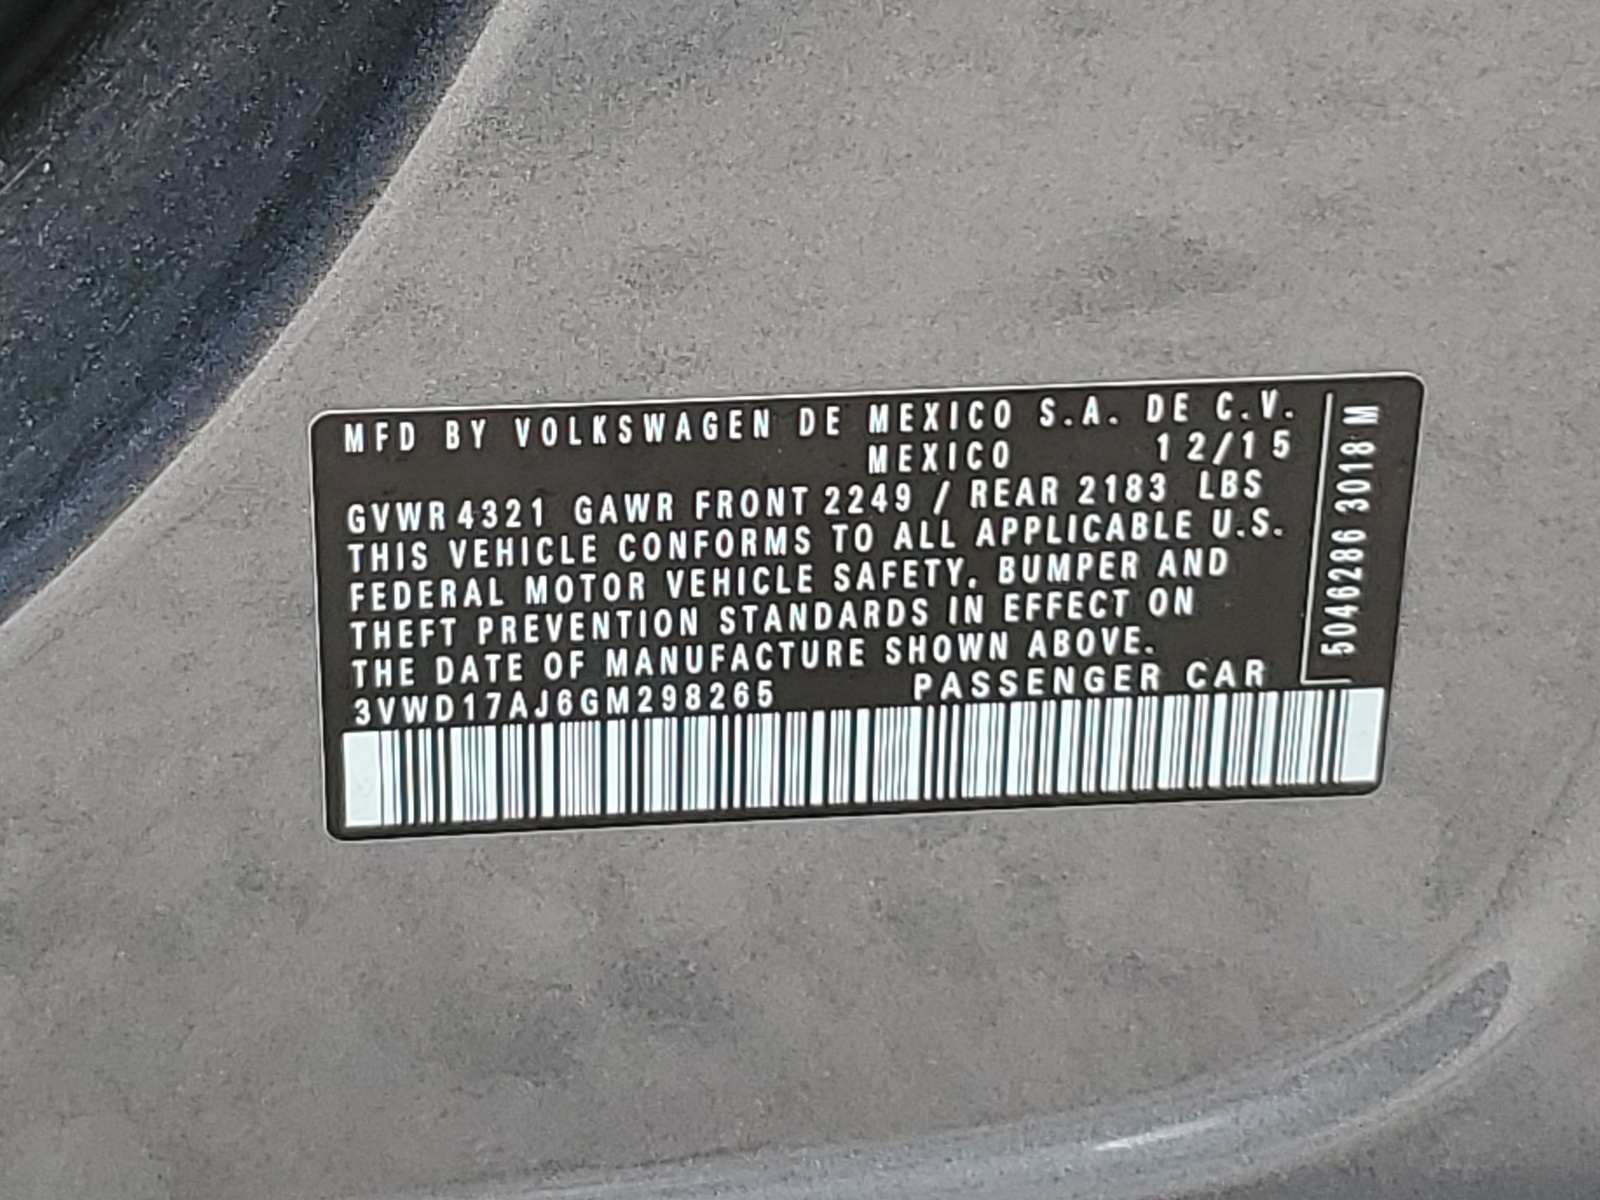 MFD BY VOLKSWAGEN DE MEXICO S.A. DE C.V.
MEXICO 12/15
GVWR 4321 GAWR FRONT 2249 / REAR 2183 LBS
THIS VEHICLE CONFORMS TO ALL APPLICABLE U.S.
FEDERAL MOTOR VEHICLE SAFETY. BUMPER AND
THEFT PREVENTION STANDARDS IN EFFECT ON
THE DATE OF MANUFACTURE SHOWN ABOVE.
3VWD17AJ6GM298265 PASSENGER CAR
5046286 3018 M